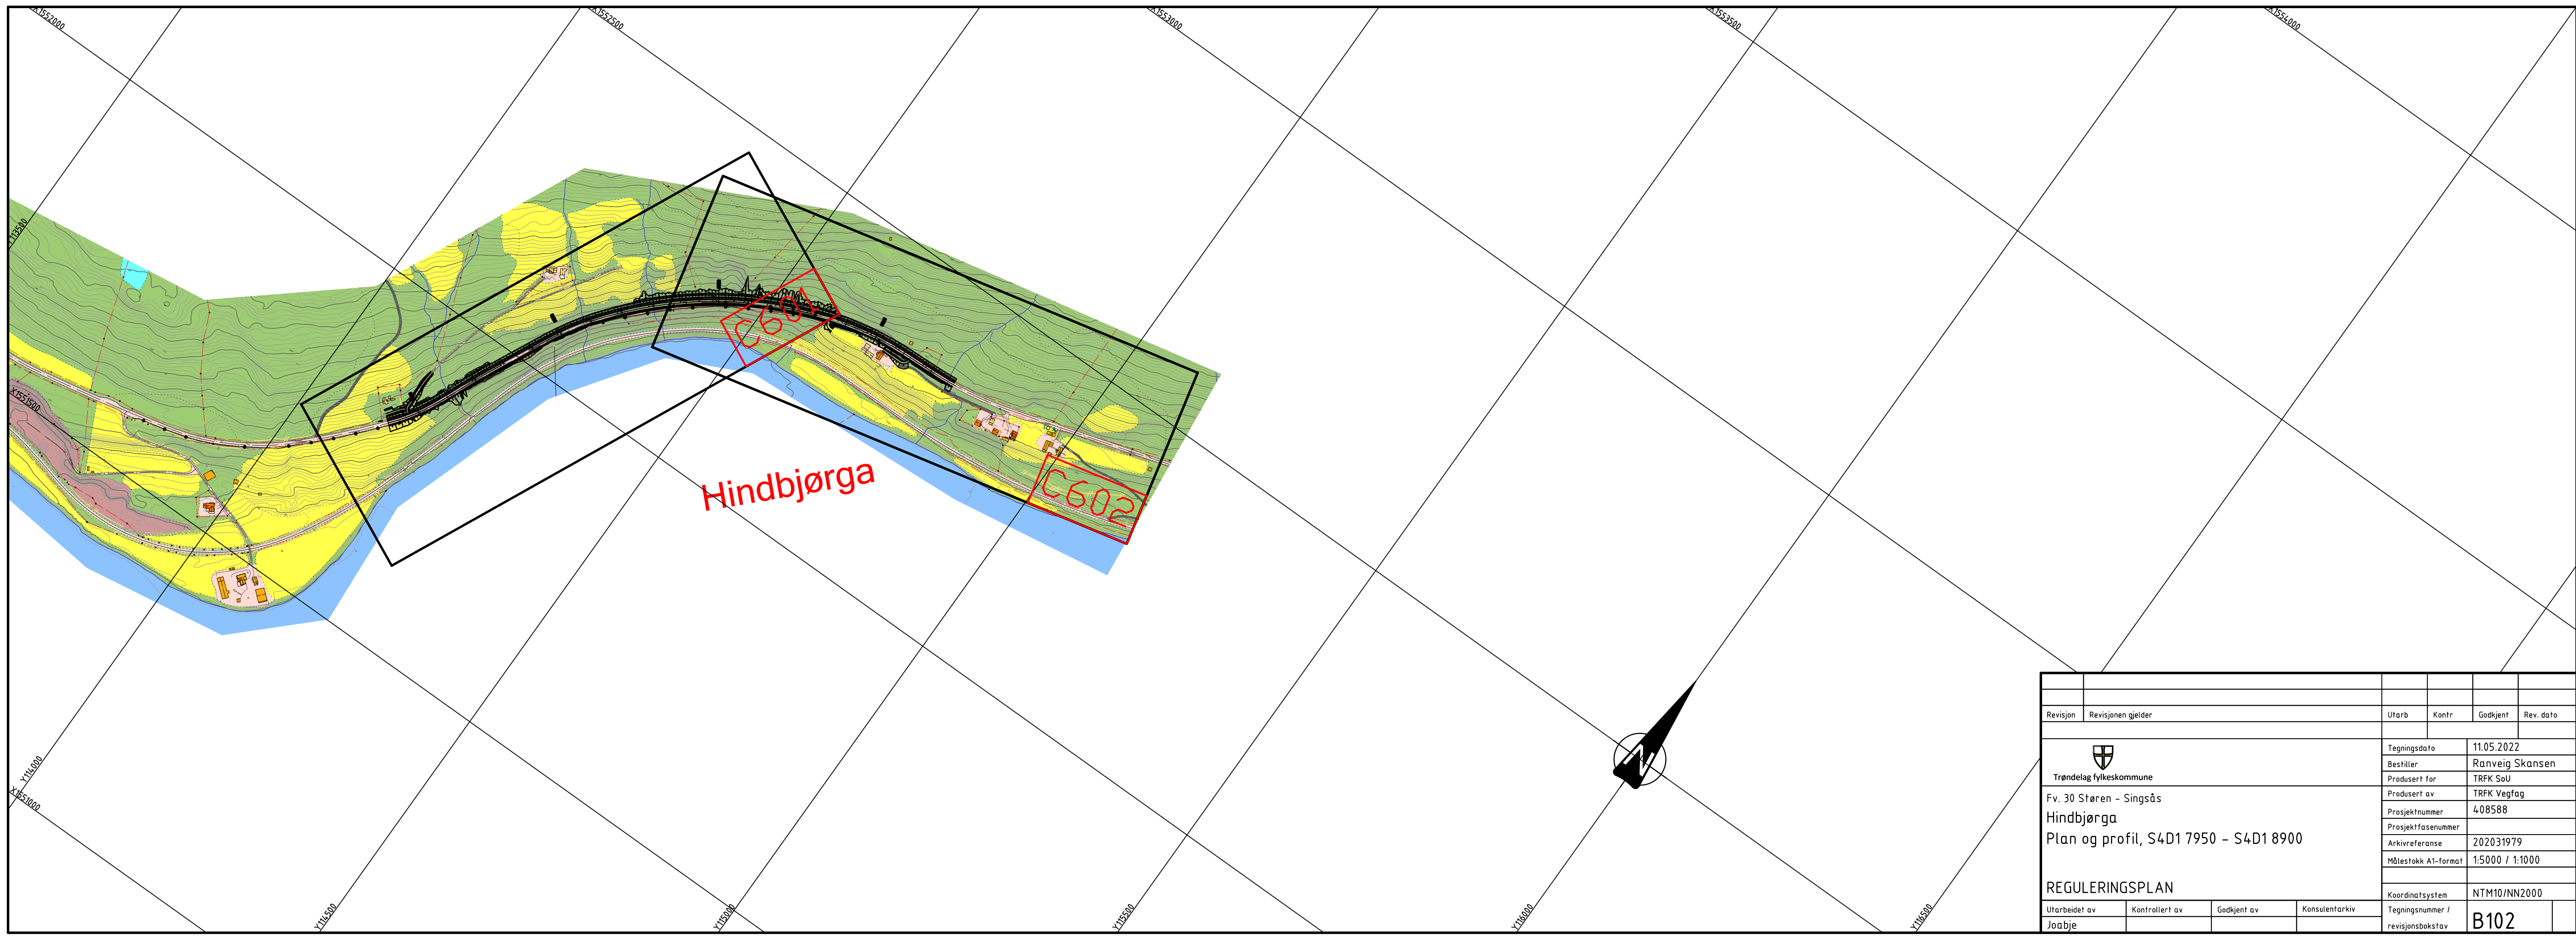 X1552000
X1552500
X1553000
X1553500
X1554000
X1551500
C601
C602
Hindbjørga
Y114000
X1551000
Y114500
Y115000
Y115500
Y116000
Y116500
N
Revisjon
Revisjonen gjelder
Utarb
Kontr
Godkjent
Rev. dato
Trøndelag fylkeskommune
Fv. 30 Støren - Singsås
Hindbjørga
Plan og profil, S4D1 7950 - S4D1 8900
REGULERINGSPLAN
Tegningsdato 11.05.2022
Bestiller Ranveig Skansen
Produsert for TRFK SoU
Produsert av TRFK Vegfag
Prosjektnummer 408588
Prosjektfasenummer
Arkivreferanse 202031979
Målestokk A1-format 1:5000 / 1:1000
Koordinatsystem NTM10/NN2000
Utarbeidet av
Kontrollert av
Godkjent av
Konsulentarkiv
Joabje
Tegningsnummer /
revisjonsbokstav
B102